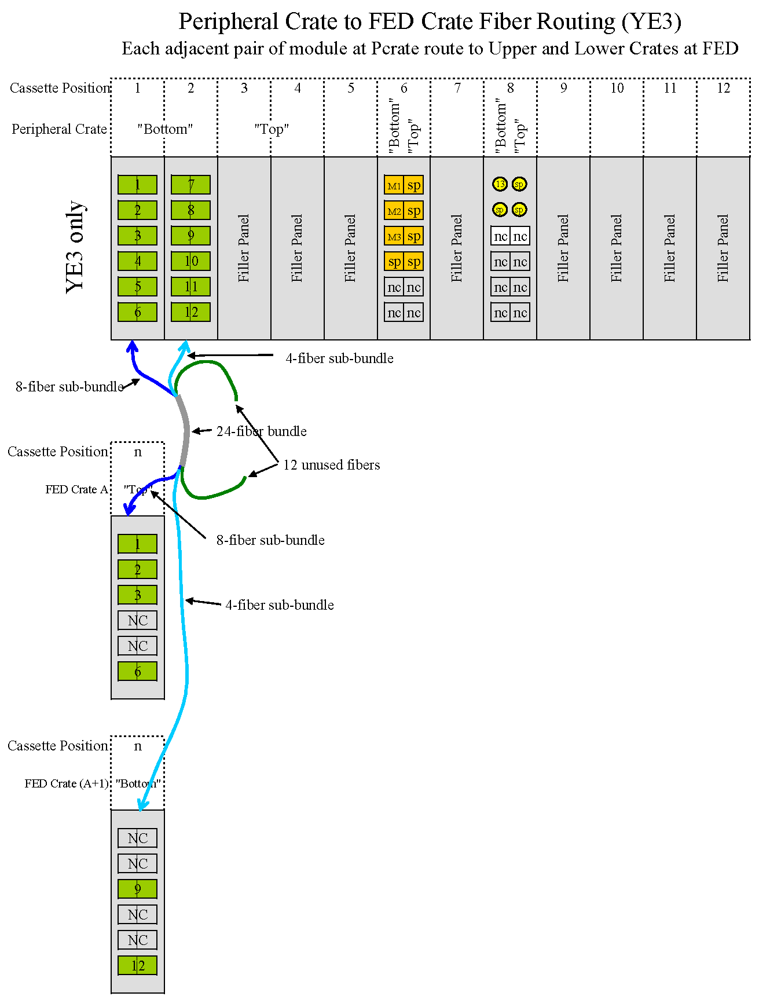 Peripheral Crate to FED Crate Fiber Routing (YE3)
Each adjacent pair of module at Pcrate route to Upper and Lower Crates at FED
Cassette Position 1 2 3 4 5 6 7 8 9 10 11 12
Peripheral Crate "Bottom" "Top" "Bottom" "Top" "Bottom" "Top"
YE3 only
1 7 M1 sp 13 sp
2 8 M2 sp sp sp
3 9 M3 sp nc nc
4 10 sp sp nc nc
5 11 nc nc nc nc
6 12 nc nc nc nc
Filler Panel
Filler Panel
Filler Panel
Filler Panel
Filler Panel
Filler Panel
Filler Panel
Filler Panel
4-fiber sub-bundle
8-fiber sub-bundle
24-fiber bundle
12 unused fibers
Cassette Position n
FED Crate A "Top"
8-fiber sub-bundle
1
2
3
NC
NC
6
4-fiber sub-bundle
Cassette Position n
FED Crate (A+1) "Bottom"
NC
NC
9
NC
NC
12